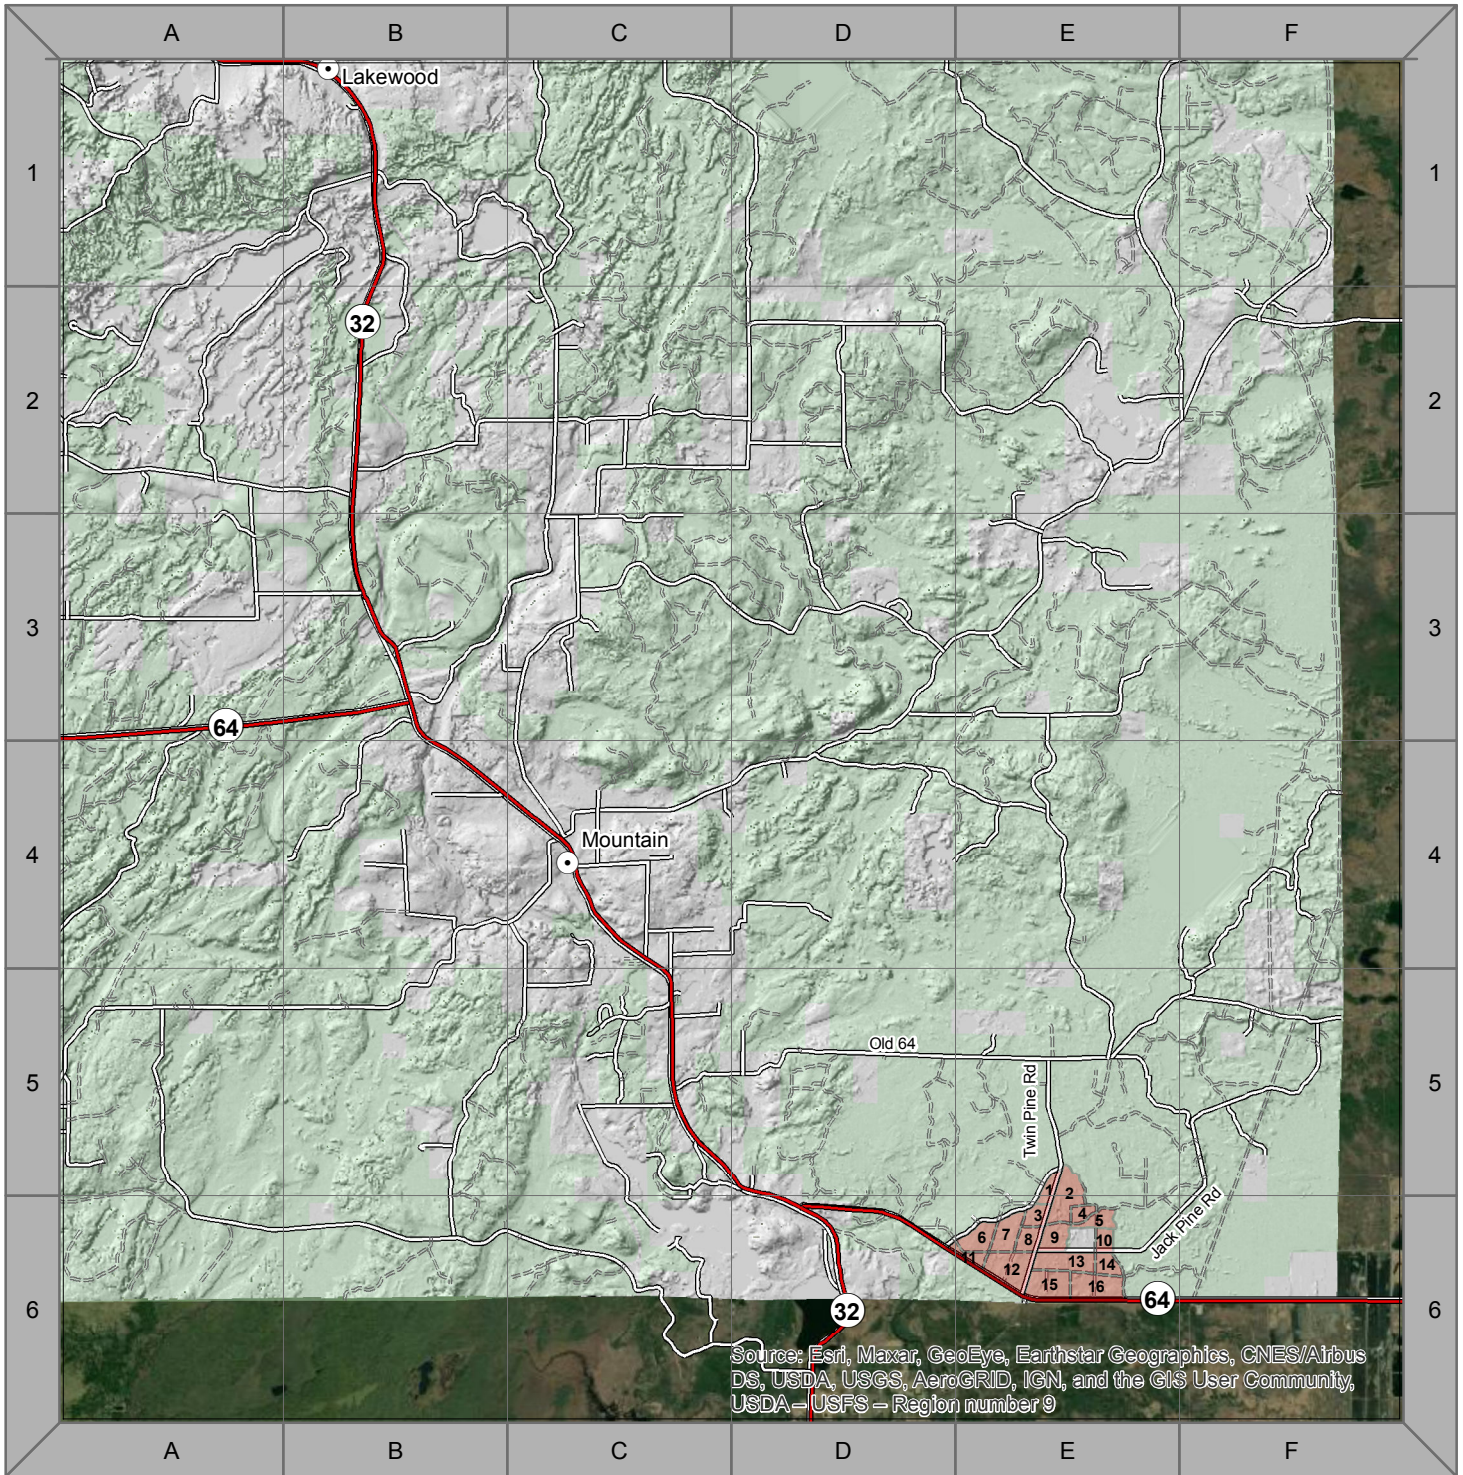 A B C D E F
Lakewood
1 1
32
2 2
3 3
64
Mountain
4 4
Old 64
Twin Pine Rd
5 5
1 2
3 4 5
6 7 8 9 10
Jack Pine Rd
11
12 13 14
15 16
64
6 32 6
Source: Esri, Maxar, GeoEye, Earthstar Geographics, CNES/Airbus
DS, USDA, USGS, AeroGRID, IGN, and the GIS User Community,
USDA – USFS – Region number 9
A B C D E F